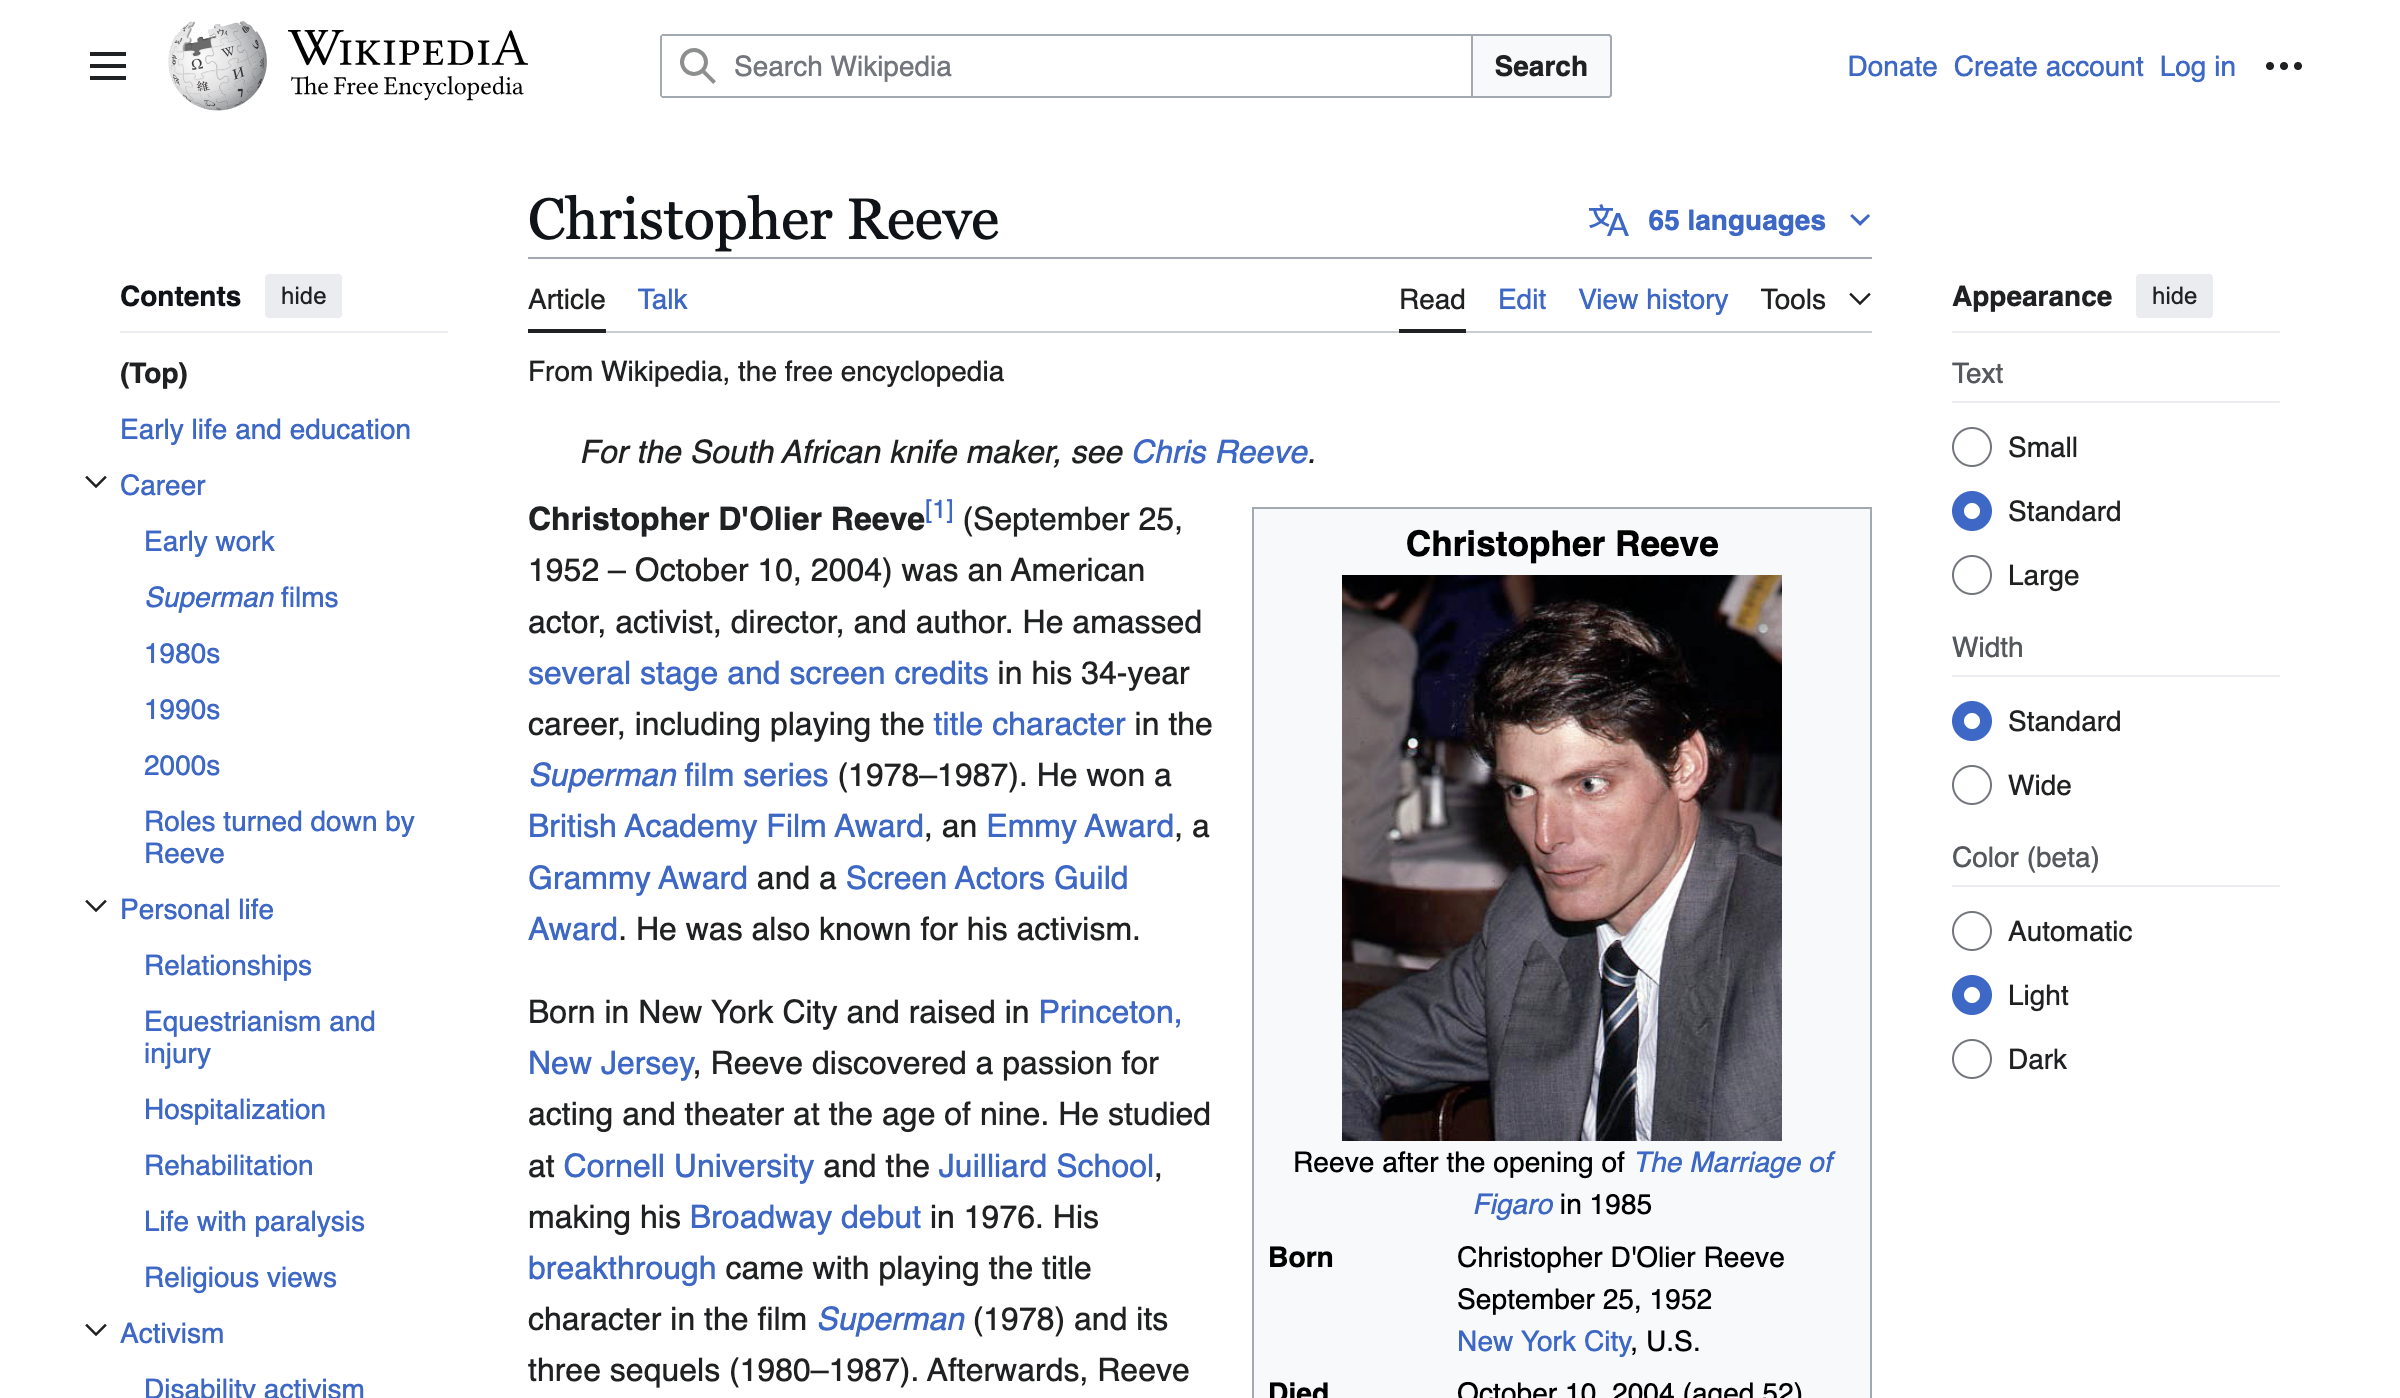 WIKIPEDIA
The Free Encyclopedia
Search Wikipedia
Search
Donate Create account Log in
Christopher Reeve
65 languages
Contents hide
(Top)
Early life and education
Career
Early work
Superman films
1980s
1990s
2000s
Roles turned down by
Reeve
Personal life
Relationships
Equestrianism and
injury
Hospitalization
Rehabilitation
Life with paralysis
Religious views
Activism
Disability activism
Article Talk
Read Edit View history Tools
From Wikipedia, the free encyclopedia
For the South African knife maker, see Chris Reeve.
Christopher D'Olier Reeve[1] (September 25,
1952 – October 10, 2004) was an American
actor, activist, director, and author. He amassed
several stage and screen credits in his 34-year
career, including playing the title character in the
Superman film series (1978–1987). He won a
British Academy Film Award, an Emmy Award, a
Grammy Award and a Screen Actors Guild
Award. He was also known for his activism.
Born in New York City and raised in Princeton,
New Jersey, Reeve discovered a passion for
acting and theater at the age of nine. He studied
at Cornell University and the Juilliard School,
making his Broadway debut in 1976. His
breakthrough came with playing the title
character in the film Superman (1978) and its
three sequels (1980–1987). Afterwards, Reeve
Christopher Reeve
Reeve after the opening of The Marriage of
Figaro in 1985
Born Christopher D'Olier Reeve
September 25, 1952
New York City, U.S.
Died October 10, 2004 (aged 52)
Appearance hide
Text
Small
Standard
Large
Width
Standard
Wide
Color (beta)
Automatic
Light
Dark